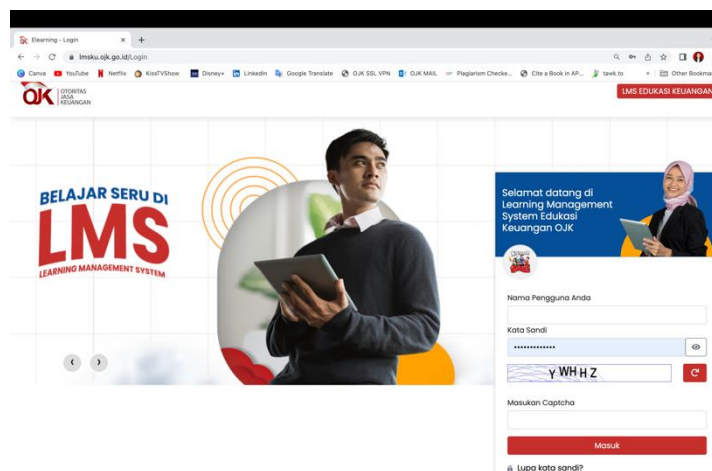 Elearning - Login
lmsku.ojk.go.id/Login
Canva YouTube Netflix KissTVShow Disney+ LinkedIn Google Translate OJK SSL VPN OJK MAIL Plagiarism Checke... Cite a Book in AP... tawk.to » Other Bookmar
OJK OTORITAS
JASA
KEUANGAN
LMS EDUKASI KEUANGAN
BELAJAR SERU DI
LMS
LEARNING MANAGEMENT SYSTEM
Selamat datang di
Learning Management
System Edukasi
Keuangan OJK
Nama Pengguna Anda
Kata Sandi
Y WH H Z
Masukan Captcha
Masuk
Lupa kata sandi?